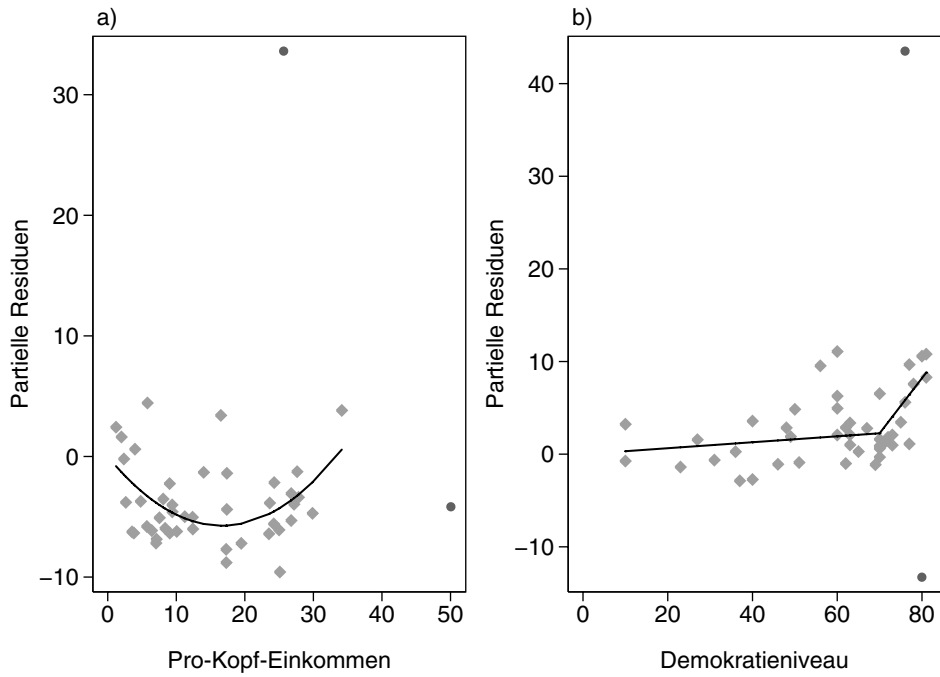 a)
Partielle Residuen
30
20
10
0
−10
0 10 20 30 40 50
Pro-Kopf-Einkommen
b)
Partielle Residuen
40
30
20
10
0
−10
0 20 40 60 80
Demokratieniveau